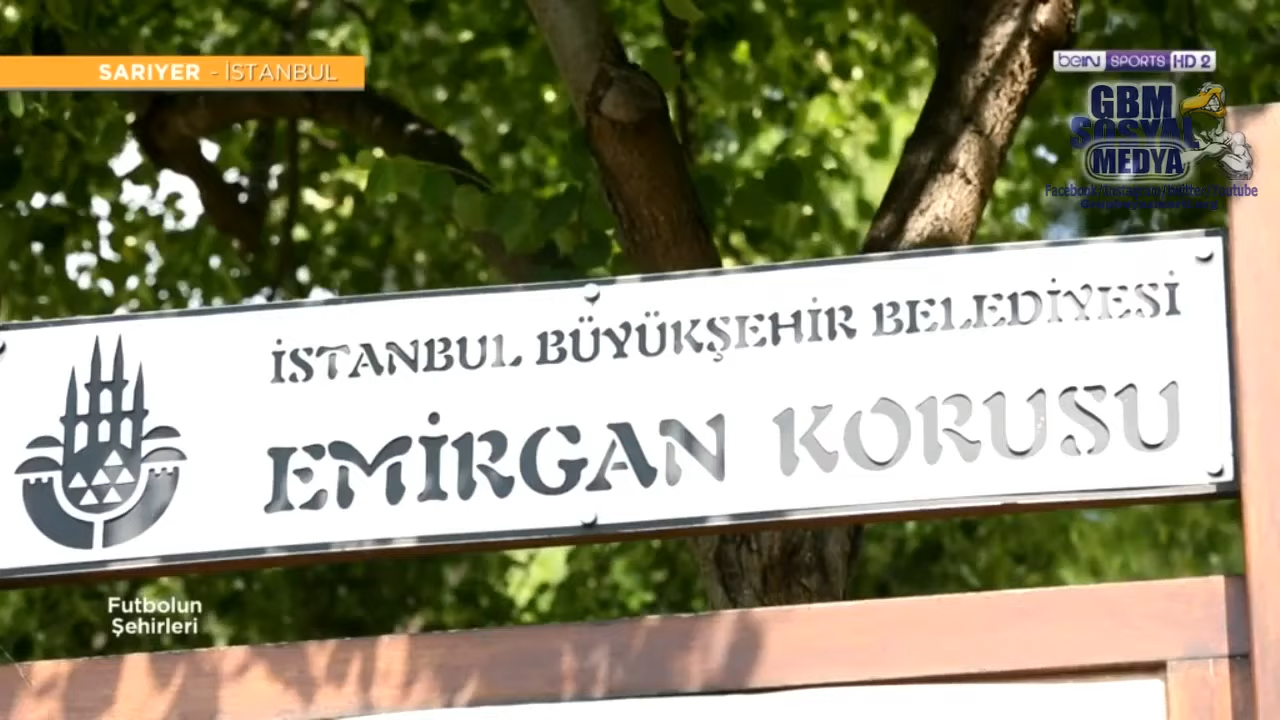 SARIYER - İSTANBUL
beIN SPORTS HD 2
GBM
SOSYAL
MEDYA
İSTANBUL BÜYÜKŞEHİR BELEDİYESİ
EMİRGAN KORUSU
Futbolun
Şehirleri